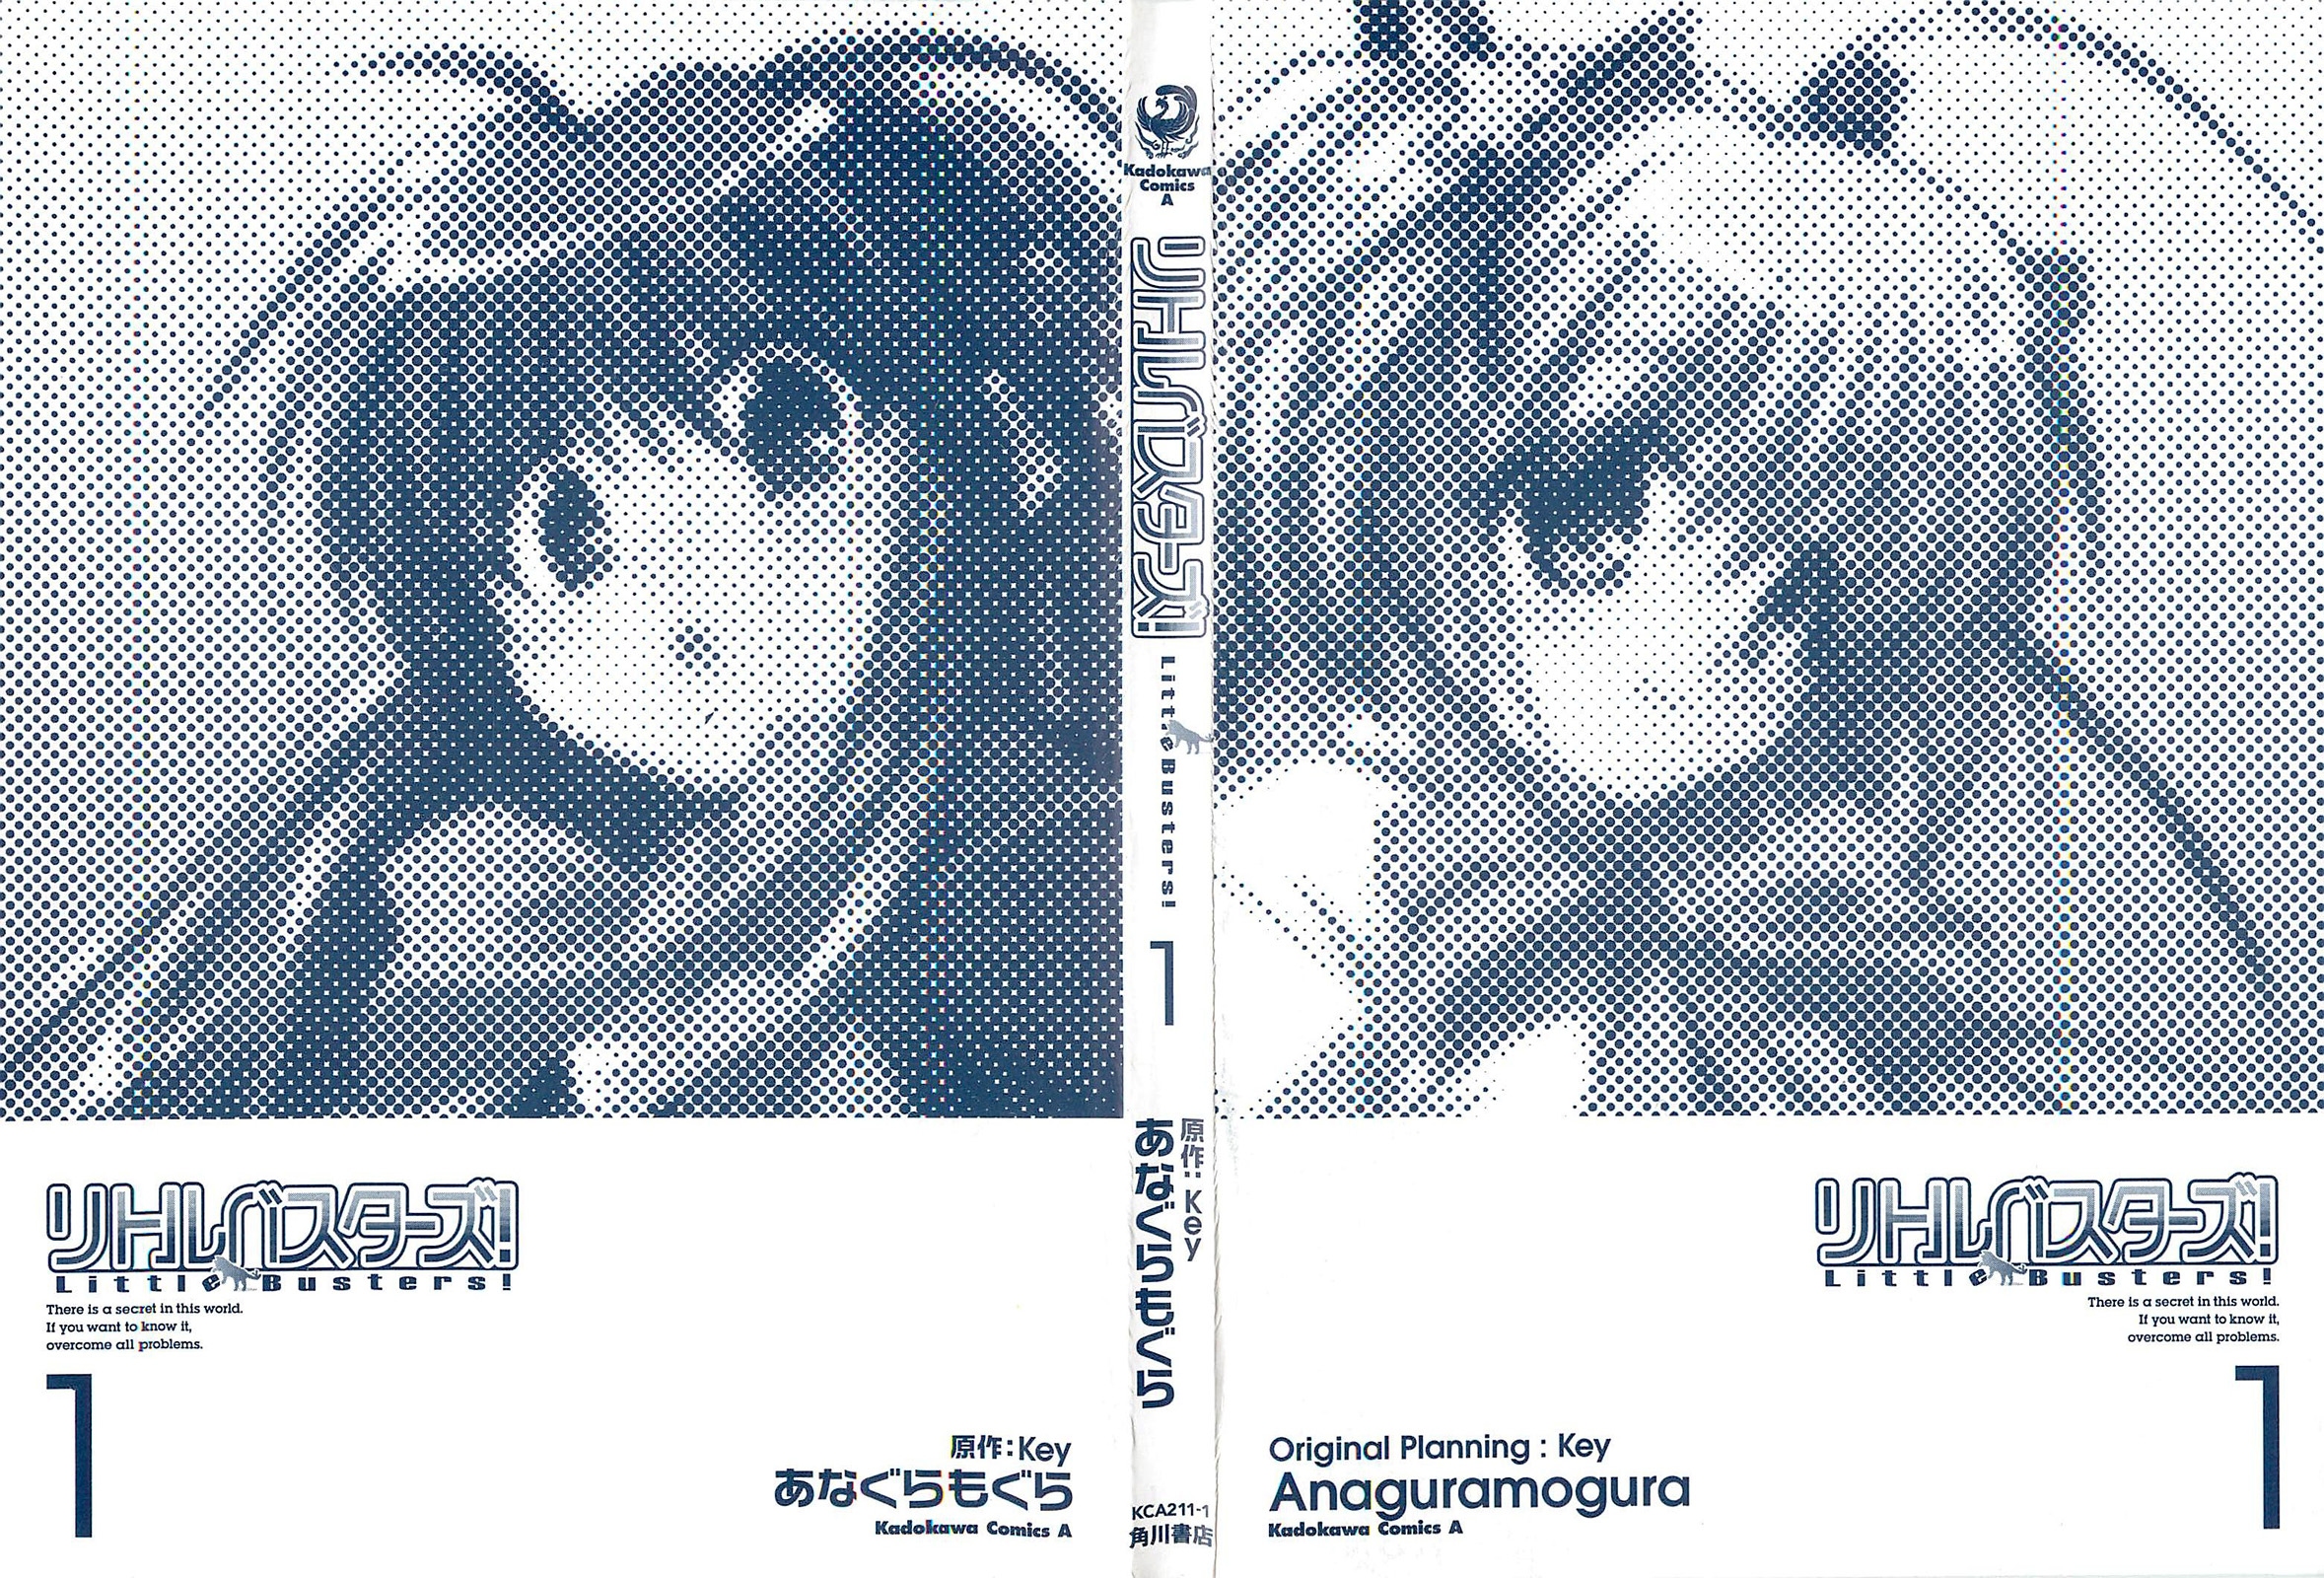 リトルバスターズ!
Little Busters!
There is a secret in this world.
If you want to know it,
overcome all problems.
1
原作:Key
あなぐらもぐら
Kadokawa Comics A
Kadokawa
Comics
A
リトルバスターズ!
Little Busters!
1
原作:Key
あなぐらもぐら
KCA211-1
角川書店
リトルバスターズ!
Little Busters!
There is a secret in this world.
If you want to know it,
overcome all problems.
1
Original Planning : Key
Anaguramogura
Kadokawa Comics A